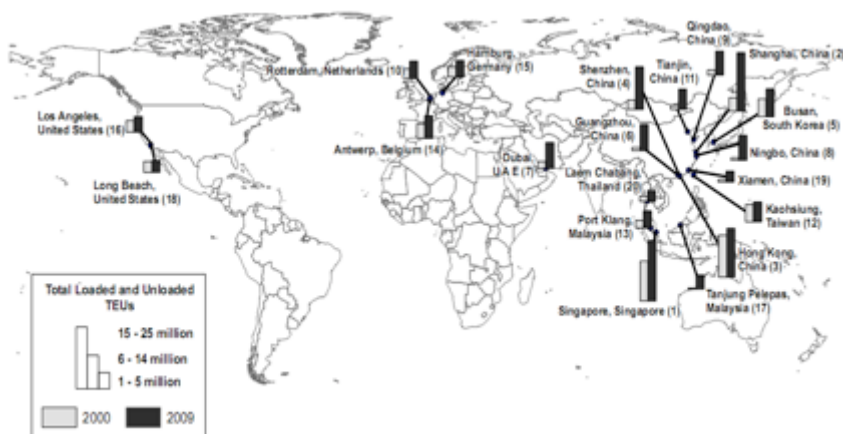 Qingdao,
China (9)
Shanghai, China (2)
Hamburg,
Germany (15)
Rotterdam, Netherlands (10)
Shenzhen,
China (4)
Tianjin,
China (11)
Busan,
South Korea (5)
Los Angeles,
United States (16)
Guangzhou,
China (6)
Antwerp, Belgium (14)
Dubai,
U A E (7)
Ningbo, China (8)
Laem Chabang,
Thailand (20)
Xiamen, China (19)
Long Beach,
United States (18)
Port Klang,
Malaysia (13)
Kaohsiung,
Taiwan (12)
Hong Kong,
China (3)
Singapore, Singapore (1)
Tanjung Pelepas,
Malaysia (17)
Total Loaded and Unloaded
TEUs
15 - 25 million
6 - 14 million
1 - 5 million
2000
2009